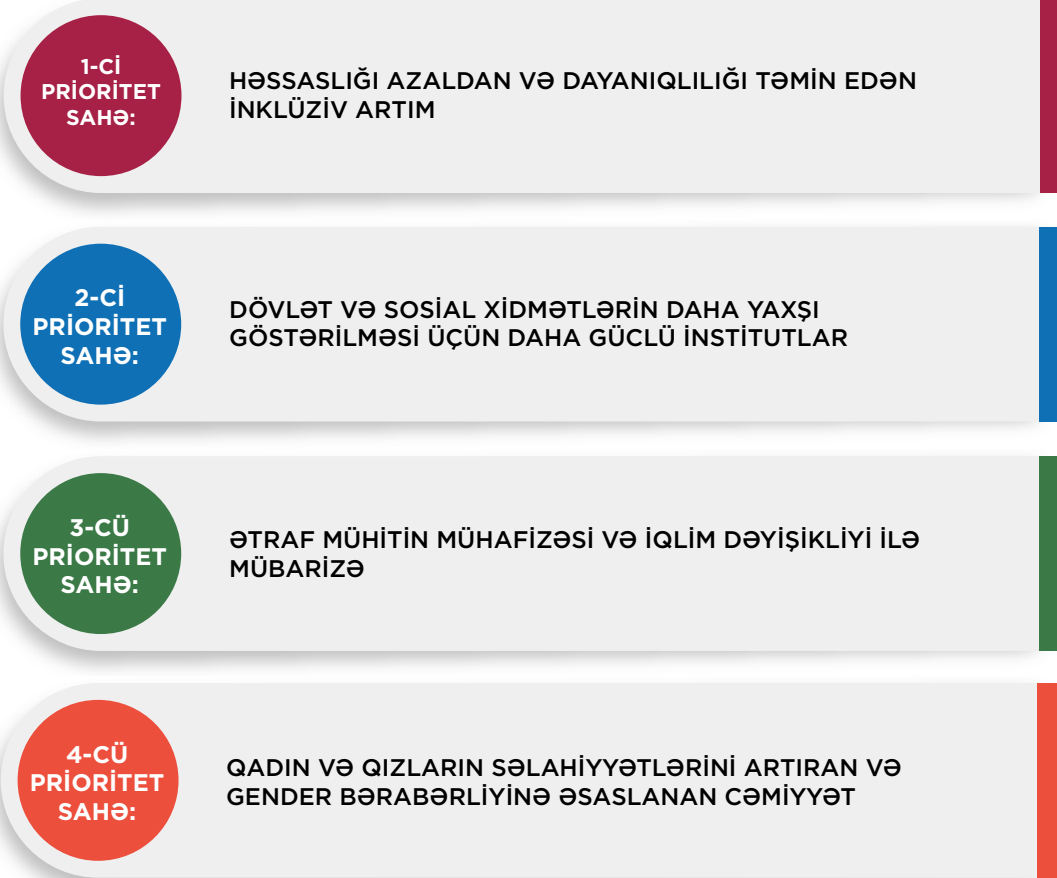 1-Cİ
PRİORİTET
SAHƏ:
HƏSSASLIĞI AZALDAN VƏ DAYANIQLILIĞI TƏMİN EDƏN
İNKLÜZİV ARTIM
2-Cİ
PRİORİTET
SAHƏ:
DÖVLƏT VƏ SOSİAL XİDMƏTLƏRİN DAHA YAXŞI
GÖSTƏRİLMƏSİ ÜÇÜN DAHA GÜCLÜ İNSTİTUTLAR
3-CÜ
PRİORİTET
SAHƏ:
ƏTRAF MÜHİTİN MÜHAFİZƏSİ VƏ İQLİM DƏYİŞİKLİYİ İLƏ
MÜBARİZƏ
4-CÜ
PRİORİTET
SAHƏ:
QADIN VƏ QIZLARIN SƏLAHİYYƏTLƏRİNİ ARTIRAN VƏ
GENDER BƏRABƏRLİYİNƏ ƏSASLANAN CƏMİYYƏT